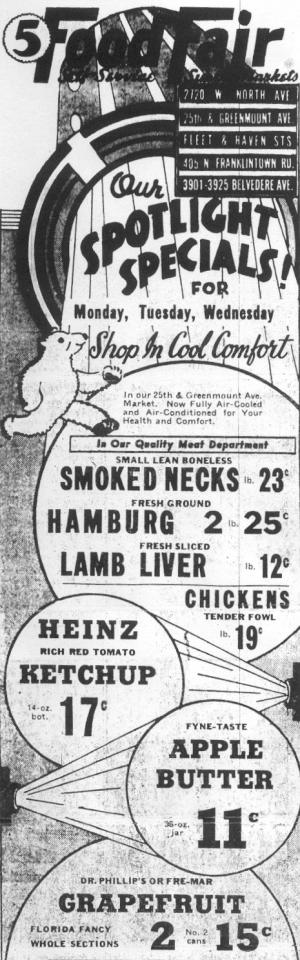 5 Food Fair
Self Service Super Markets
2720 W NORTH AVE
25th & GREENMOUNT AVE.
FLEET & HAVEN STS
405 N FRANKLINTOWN RD.
3901-3925 BELVEDERE AVE.
Our
SPOTLIGHT
SPECIALS!
FOR
Monday, Tuesday, Wednesday
Shop In Cool Comfort
In our 25th & Greenmount Ave.
Market. Now Fully Air-Cooled
and Air-Conditioned for Your
Health and Comfort.
In Our Quality Meat Department
SMALL LEAN BONELESS
SMOKED NECKS lb. 23c
FRESH GROUND
HAMBURG 2 lb. 25c
FRESH SLICED
LAMB LIVER lb. 12c
CHICKENS
TENDER FOWL
lb. 19c
HEINZ
RICH RED TOMATO
KETCHUP
14-oz.
bot. 17c
FYNE-TASTE
APPLE
BUTTER
38-oz.
jar 11c
DR. PHILLIP'S OR FRE-MAR
GRAPEFRUIT
FLORIDA FANCY
WHOLE SECTIONS 2 No. 2
cans 15c